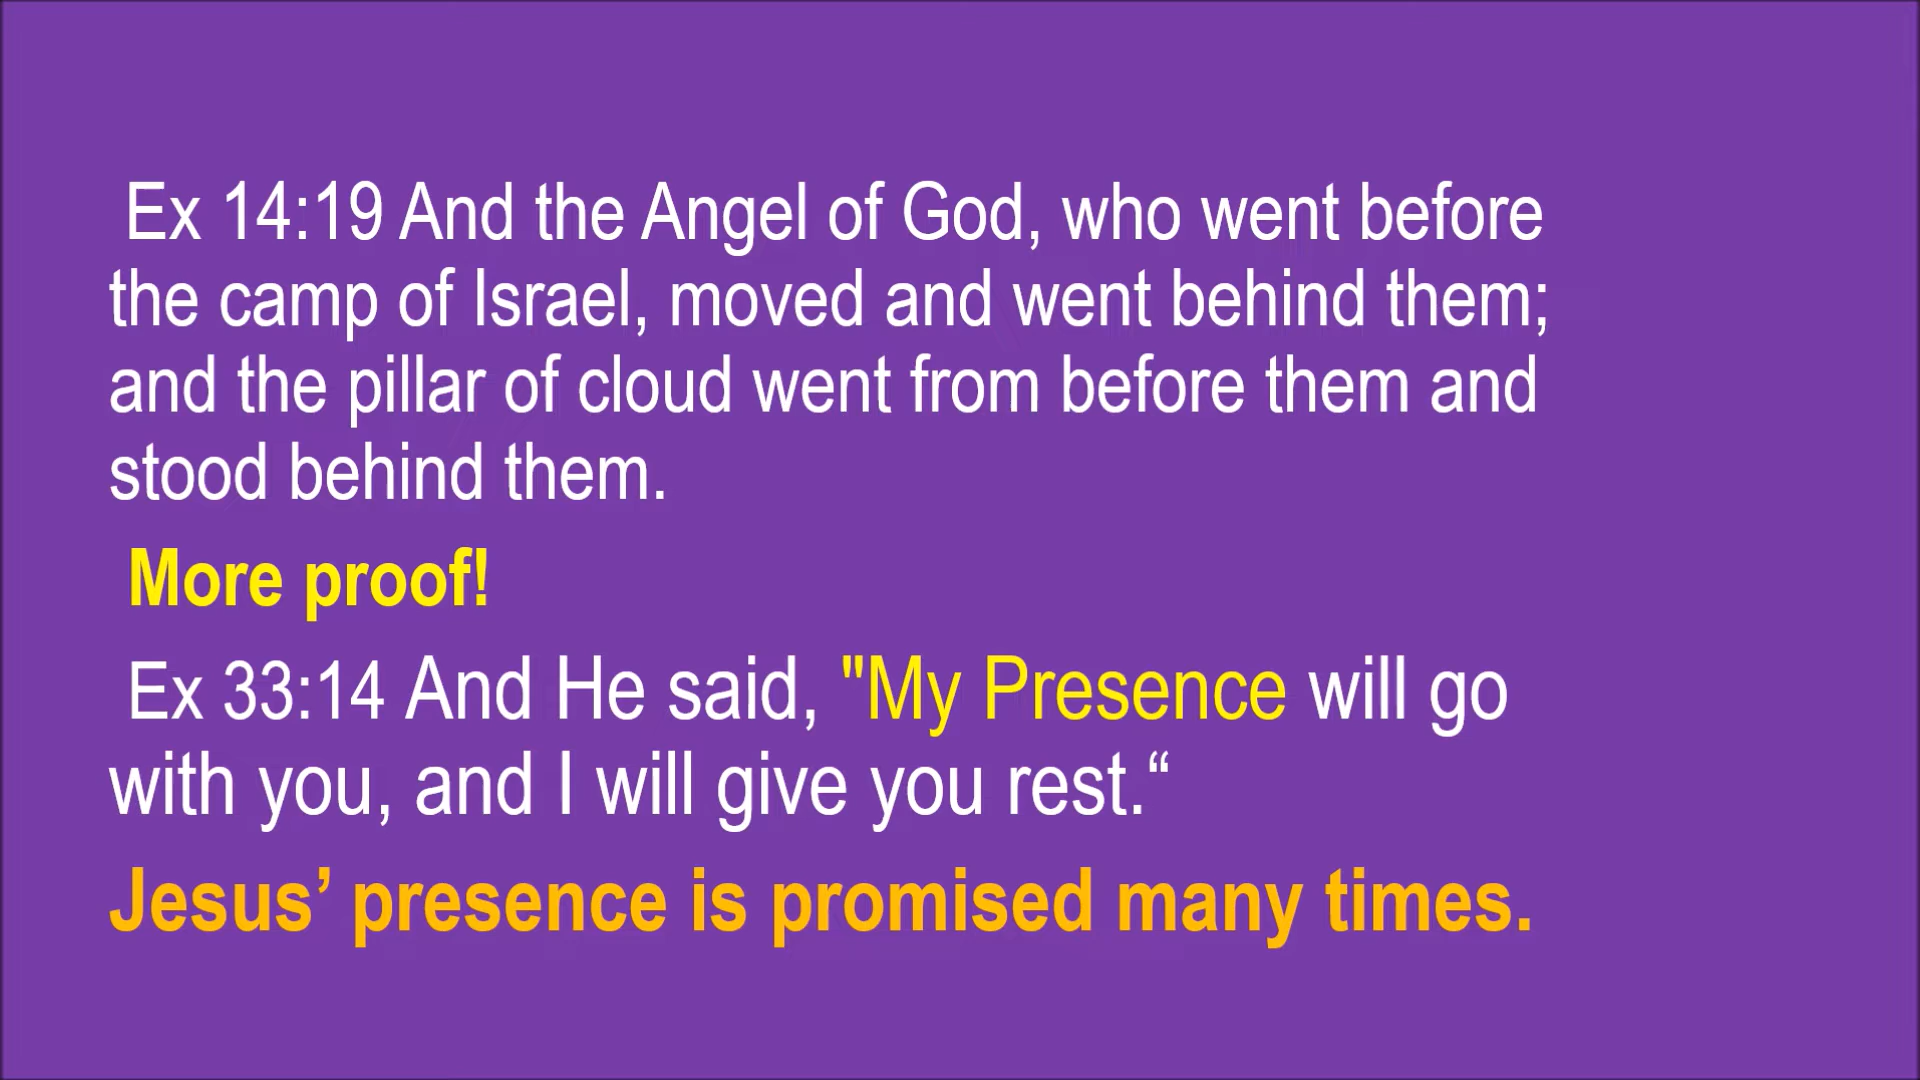 Ex 14:19 And the Angel of God, who went before
the camp of Israel, moved and went behind them;
and the pillar of cloud went from before them and
stood behind them.
More proof!
Ex 33:14 And He said, "My Presence will go
with you, and I will give you rest.“
Jesus’ presence is promised many times.